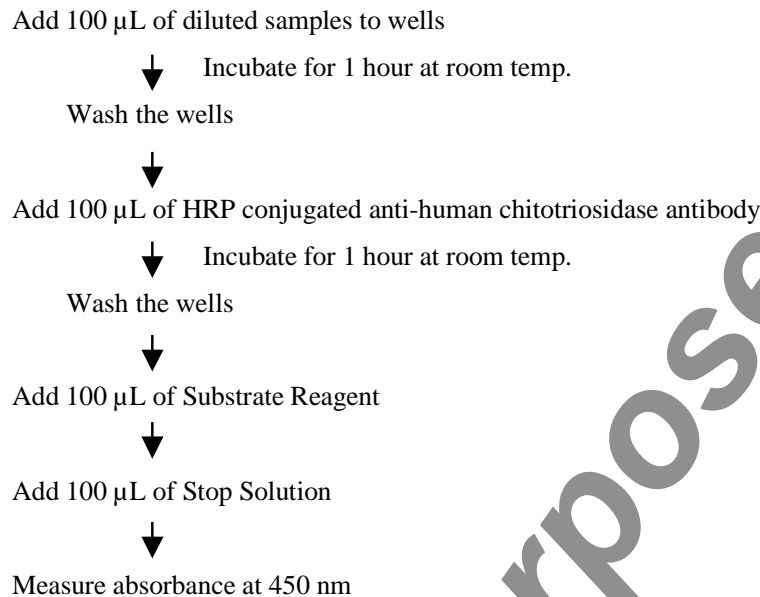 Add 100 µL of diluted samples to wells
Incubate for 1 hour at room temp.
Wash the wells
Add 100 µL of HRP conjugated anti-human chitotriosidase antibody
Incubate for 1 hour at room temp.
Wash the wells
Add 100 µL of Substrate Reagent
Add 100 µL of Stop Solution
Measure absorbance at 450 nm